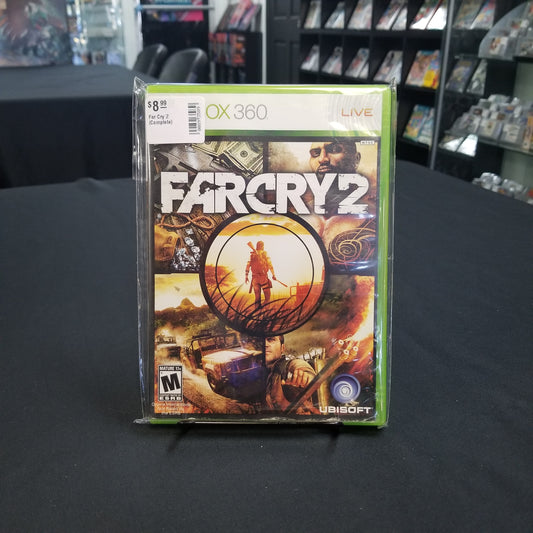 $8.99
Far Cry 2
(Complete)
OX 360
LIVE
FARCRY2
MATURE 17+
M
ESRB
UBISOFT